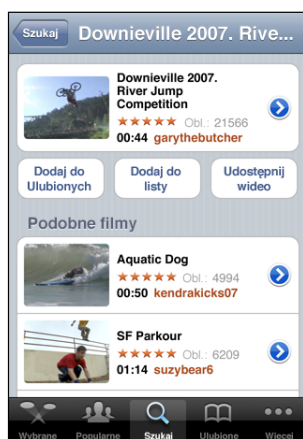 Szukaj
Downieville 2007. Rive...
Downieville 2007.
River Jump
Competition
Obl.: 21566
00:44 garythebutcher
Dodaj do
Ulubionych
Dodaj do
listy
Udostępnij
wideo
Podobne filmy
Aquatic Dog
Obl.: 4994
00:50 kendrakicks07
SF Parkour
Obl.: 6209
01:14 suzybear6
Wybrane Popularne Szukaj Ulubione Więcej